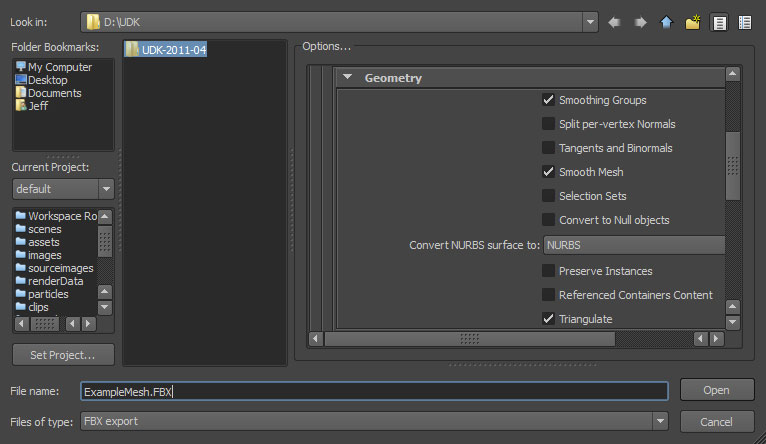 Look in: D:\UDK
Folder Bookmarks:
My Computer
Desktop
Documents
Jeff
Current Project:
default
Workspace Ro
scenes
assets
images
sourceimages
renderData
particles
clips
Set Project...
UDK-2011-04
Options...
Geometry
Smoothing Groups
Split per-vertex Normals
Tangents and Binormals
Smooth Mesh
Selection Sets
Convert to Null objects
Convert NURBS surface to: NURBS
Preserve Instances
Referenced Containers Content
Triangulate
File name: ExampleMesh.FBX Open
Files of type: FBX export Cancel